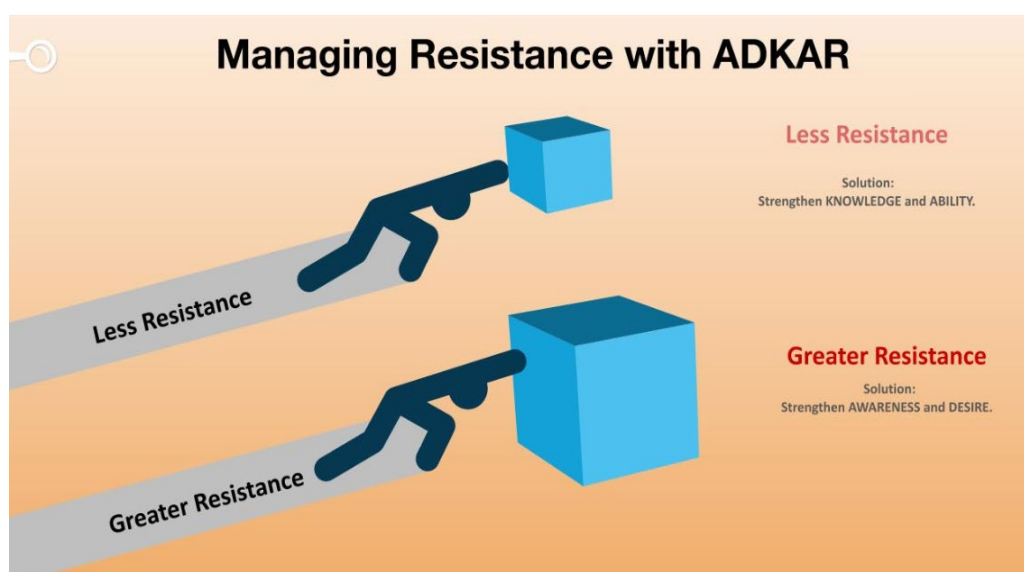 Managing Resistance with ADKAR
Less Resistance
Solution:
Strengthen KNOWLEDGE and ABILITY.
Less Resistance
Greater Resistance
Solution:
Strengthen AWARENESS and DESIRE.
Greater Resistance